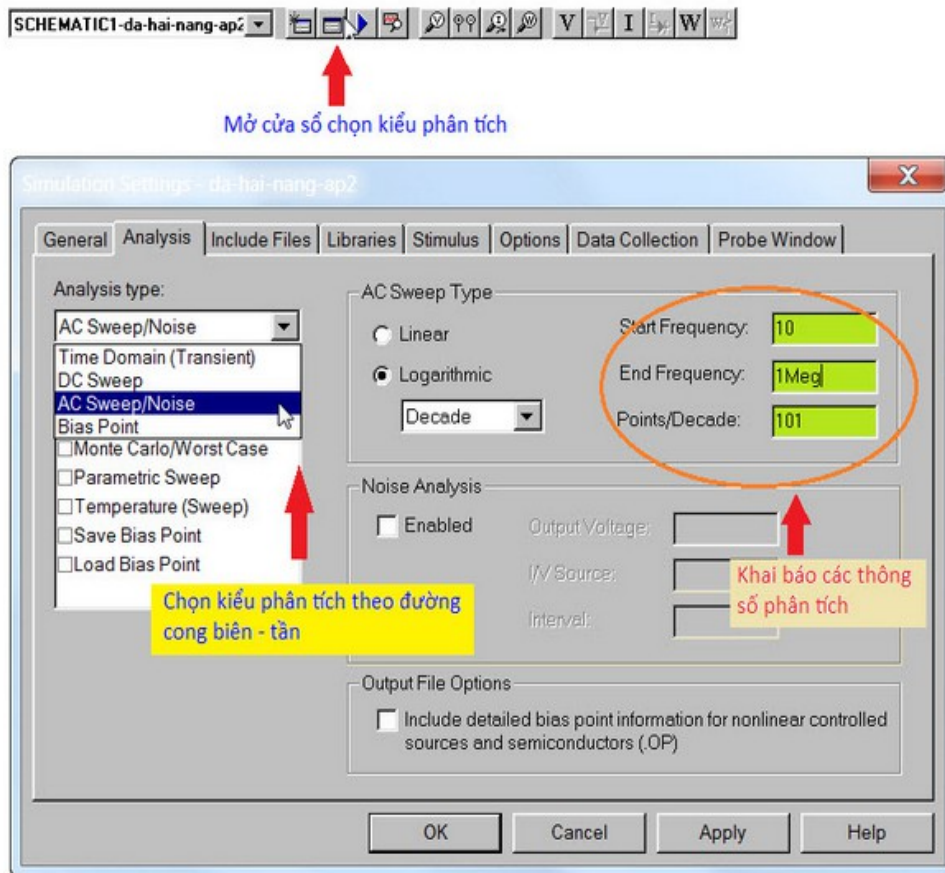 SCHEMATIC1-da-hai-nang-ap2
V I W
Mở cửa sổ chọn kiểu phân tích
Simulation Settings - da-hai-nang-ap2
General Analysis Include Files Libraries Stimulus Options Data Collection Probe Window
Analysis type:
AC Sweep/Noise
Time Domain (Transient)
DC Sweep
AC Sweep/Noise
Bias Point
Monte Carlo/Worst Case
Parametric Sweep
Temperature (Sweep)
Save Bias Point
Load Bias Point
Chọn kiểu phân tích theo đường
cong biên - tần
AC Sweep Type
Linear
Logarithmic
Decade
Start Frequency: 10
End Frequency: 1Meg
Points/Decade: 101
Noise Analysis
Enabled
Output Voltage:
I/V Source:
Interval:
Khai báo các thông
số phân tích
Output File Options
Include detailed bias point information for nonlinear controlled
sources and semiconductors (.OP)
OK Cancel Apply Help